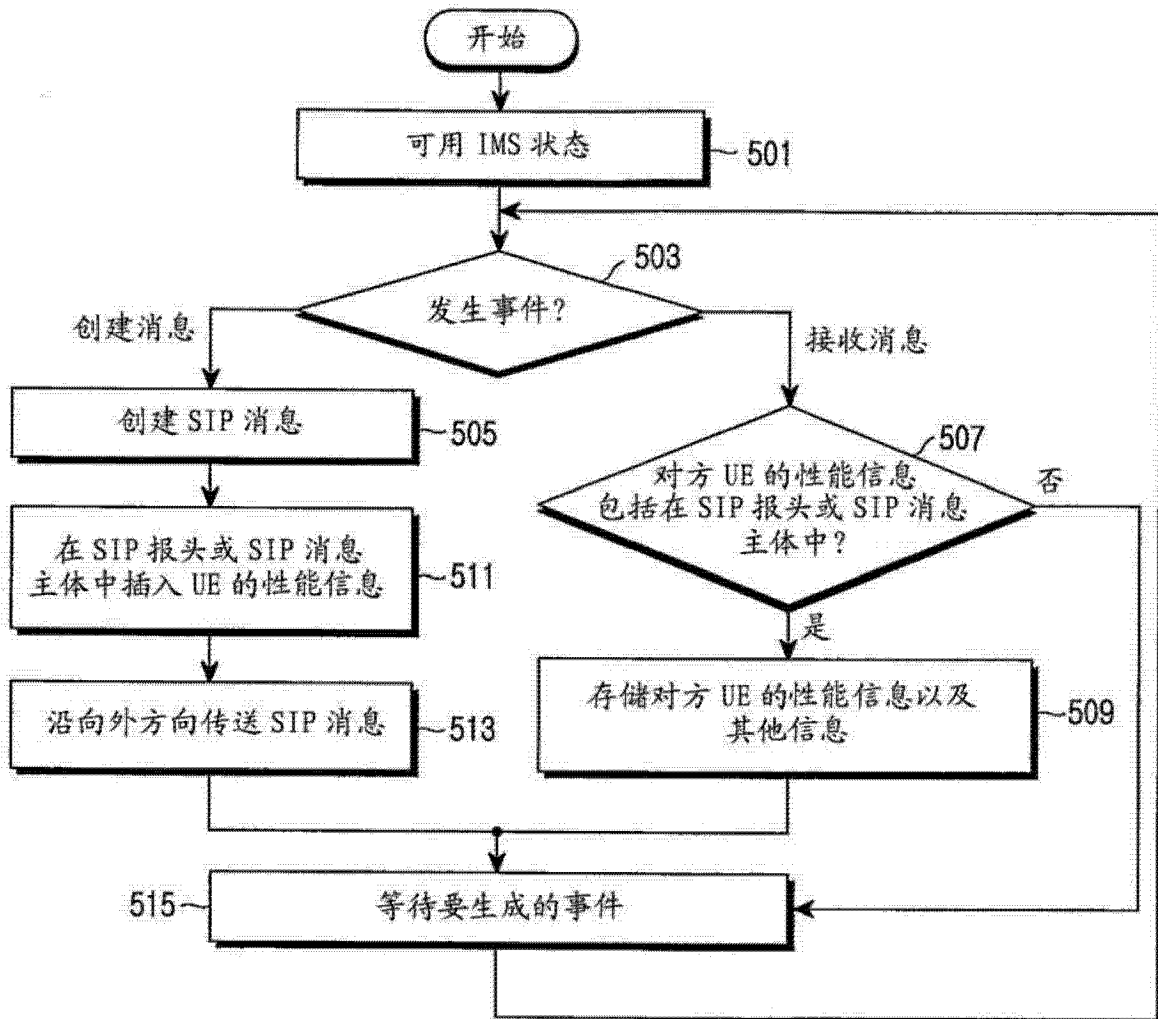 开始
可用 IMS 状态
501
503
发生事件?
创建消息
接收消息
创建 SIP 消息
505
507
对方 UE 的性能信息
包括在 SIP 报头或 SIP 消息
主体中?
否
在 SIP 报头或 SIP 消息
主体中插入 UE 的性能信息
511
是
沿向外方向传送 SIP 消息
513
存储对方 UE 的性能信息以及
其他信息
509
515
等待要生成的事件